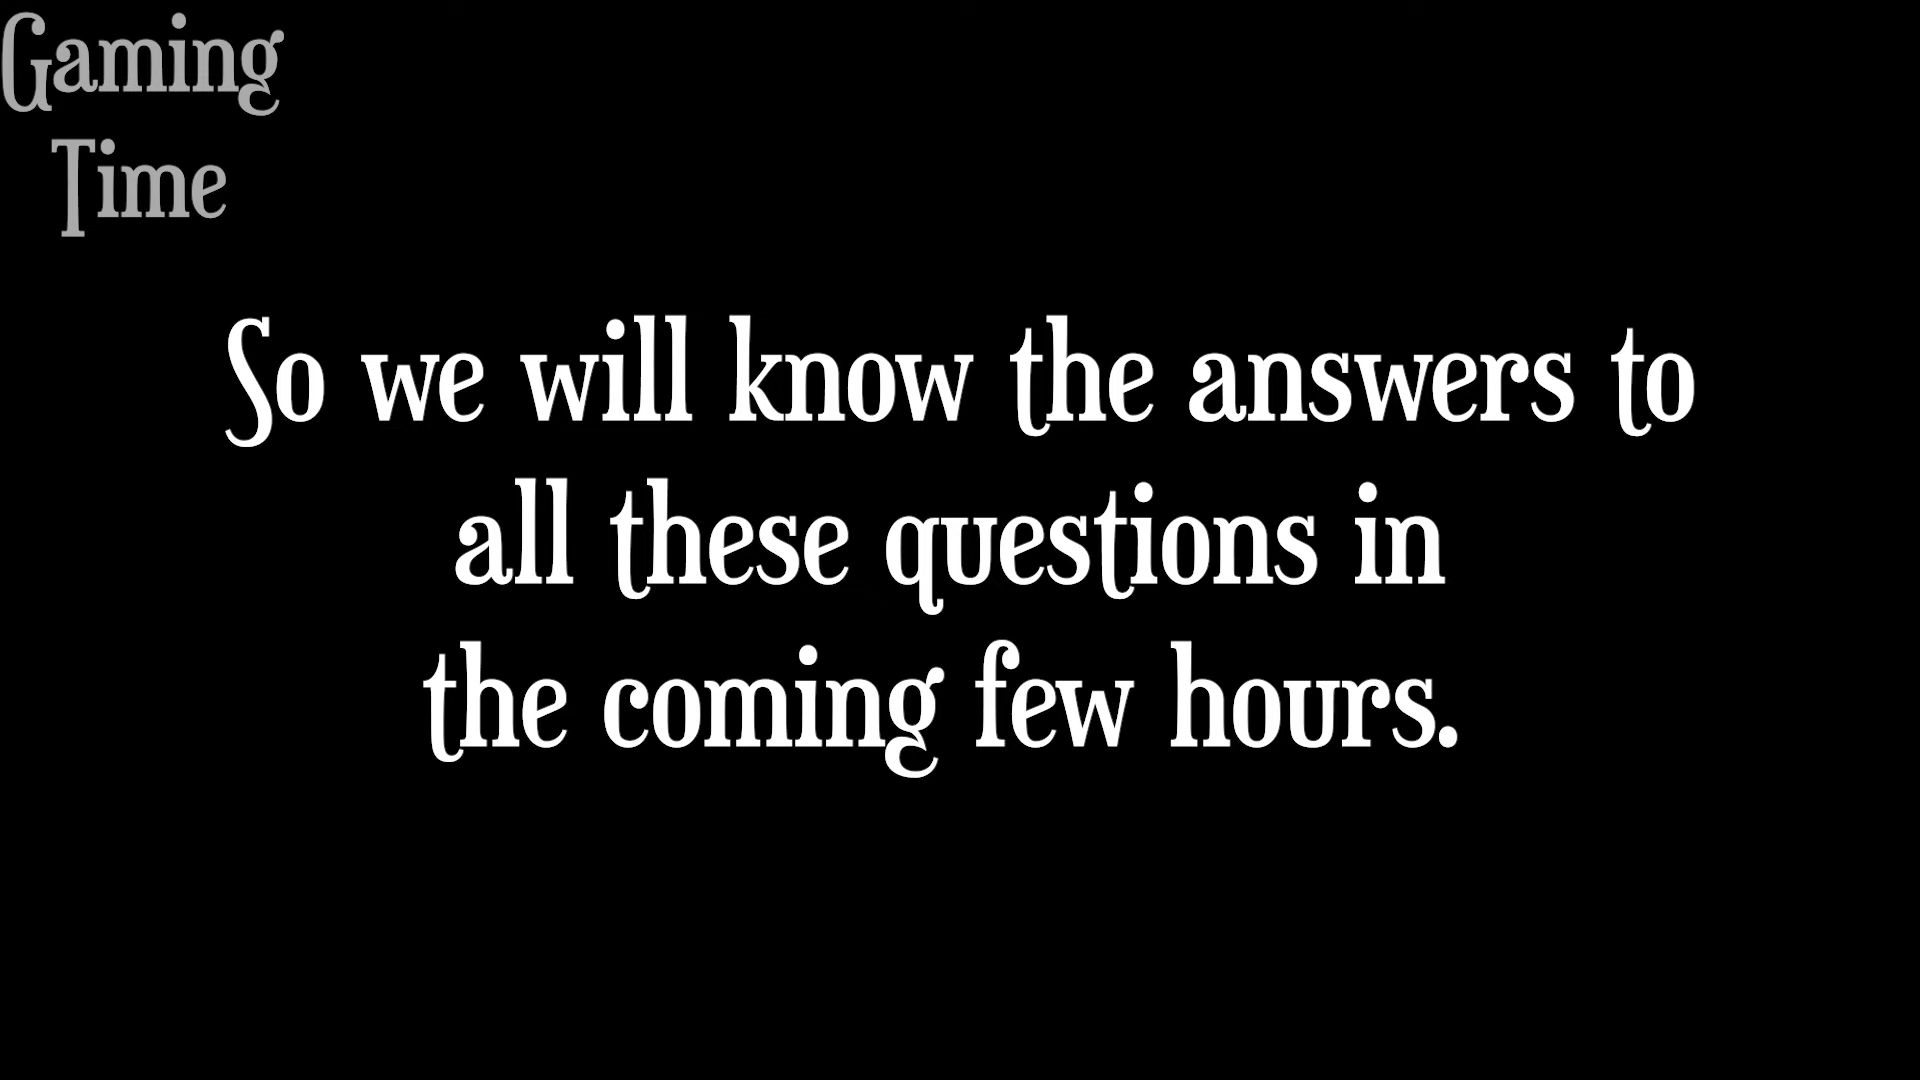 Gaming
Time
So we will know the answers to
all these questions in
the coming few hours.